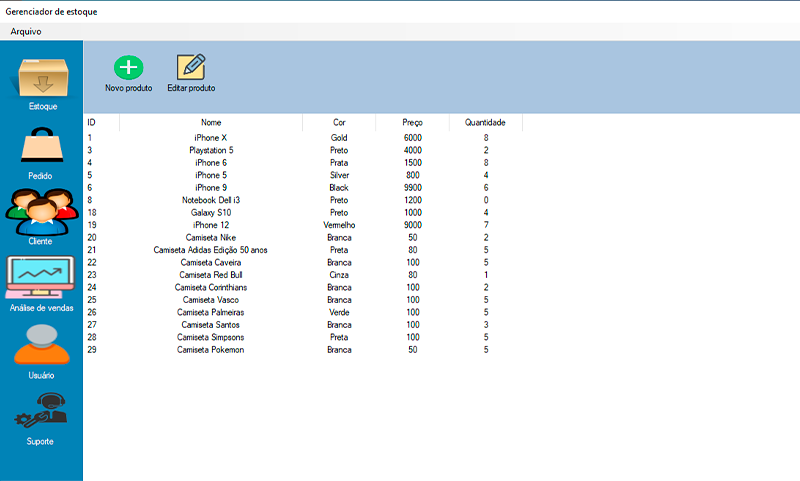 Gerenciador de estoque
Arquivo
Estoque
Pedido
Cliente
Análise de vendas
Usuário
Suporte
Novo produto Editar produto
ID Nome Cor Preço Quantidade
1 iPhone X Gold 6000 8
3 Playstation 5 Preto 4000 2
4 iPhone 6 Prata 1500 8
5 iPhone 5 Silver 800 4
6 iPhone 9 Black 9900 6
8 Notebook Dell i3 Preto 1200 0
18 Galaxy S10 Preto 1000 4
19 iPhone 12 Vermelho 9000 7
20 Camiseta Nike Branca 50 2
21 Camiseta Adidas Edição 50 anos Preta 80 5
22 Camiseta Caveira Branca 100 5
23 Camiseta Red Bull Cinza 80 1
24 Camiseta Corinthians Branca 100 2
25 Camiseta Vasco Branca 100 5
26 Camiseta Palmeiras Verde 100 5
27 Camiseta Santos Branca 100 3
28 Camiseta Simpsons Preta 100 5
29 Camiseta Pokemon Branca 50 5